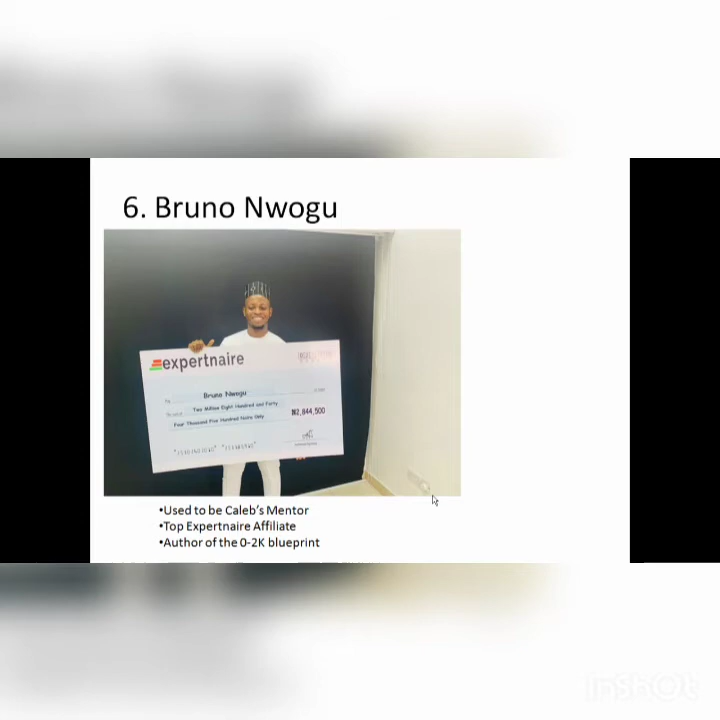 6. Bruno Nwogu
expertnaire
Bruno Nwogu
Two Million Eight Hundred and Forty
Four Thousand Five Hundred Naira Only
₦2,844,500
•Used to be Caleb's Mentor
•Top Expertnaire Affiliate
•Author of the 0-2K blueprint
InShot